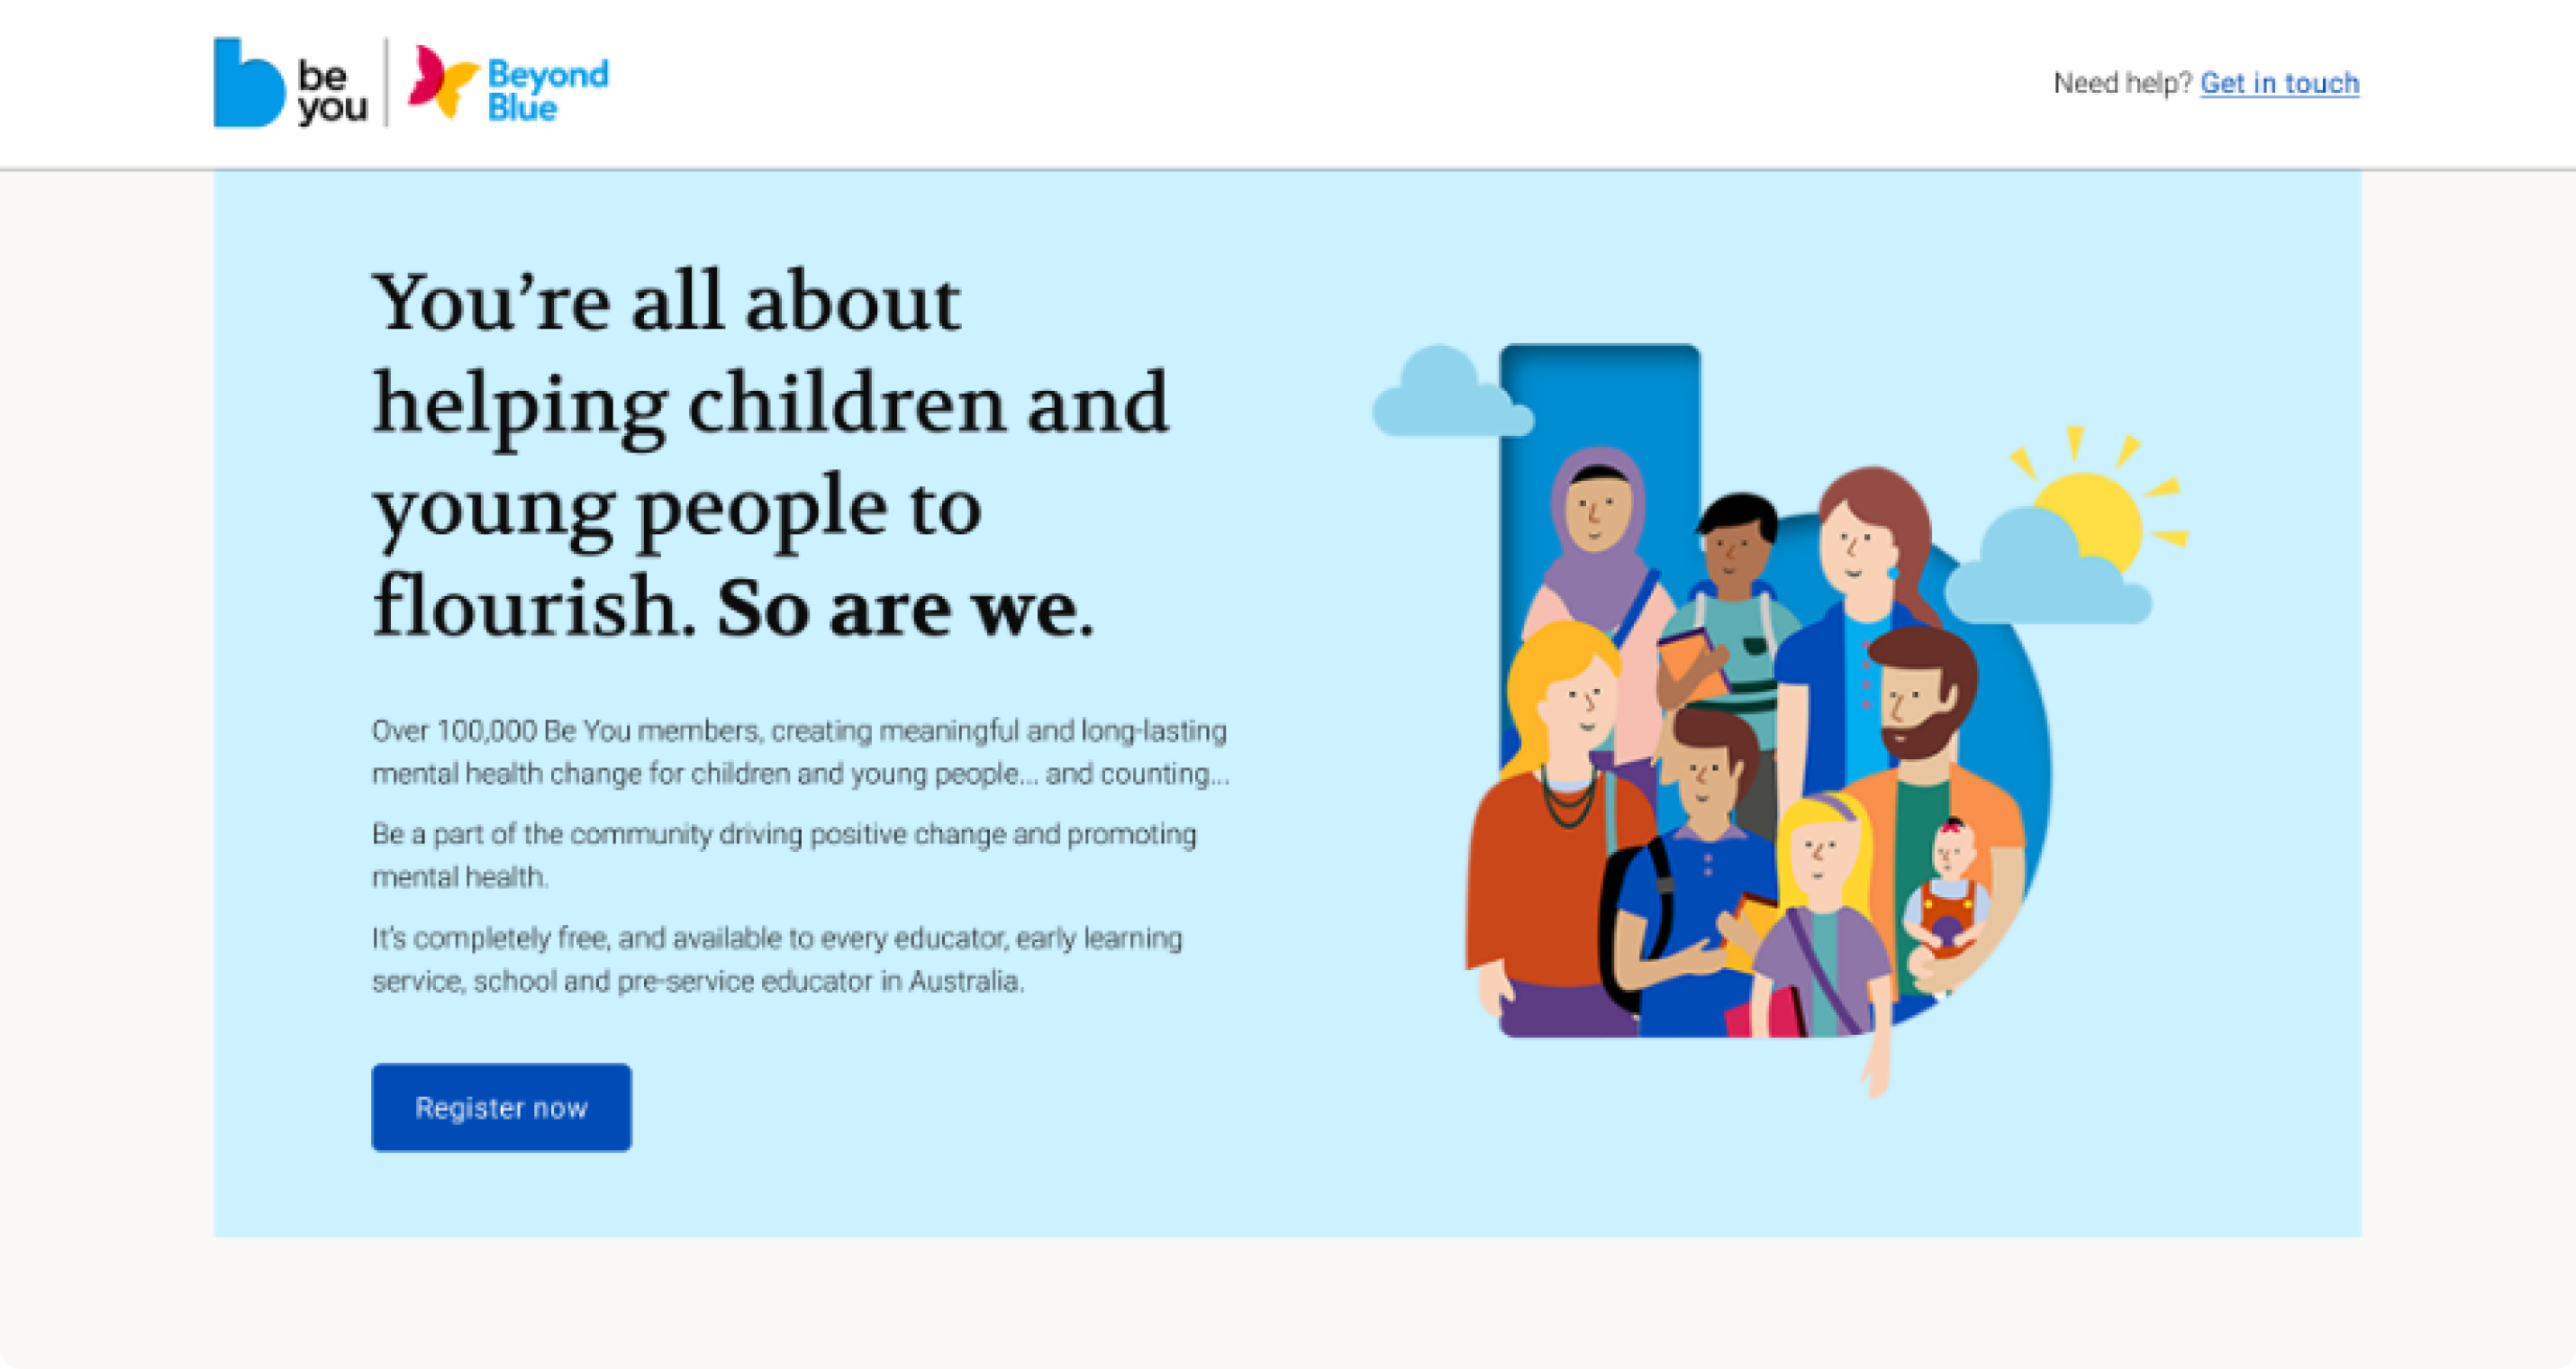 be
you
Beyond
Blue
Need help? Get in touch
You’re all about
helping children and
young people to
flourish. So are we.
Over 100,000 Be You members, creating meaningful and long-lasting
mental health change for children and young people... and counting...
Be a part of the community driving positive change and promoting
mental health.
It’s completely free, and available to every educator, early learning
service, school and pre-service educator in Australia.
Register now